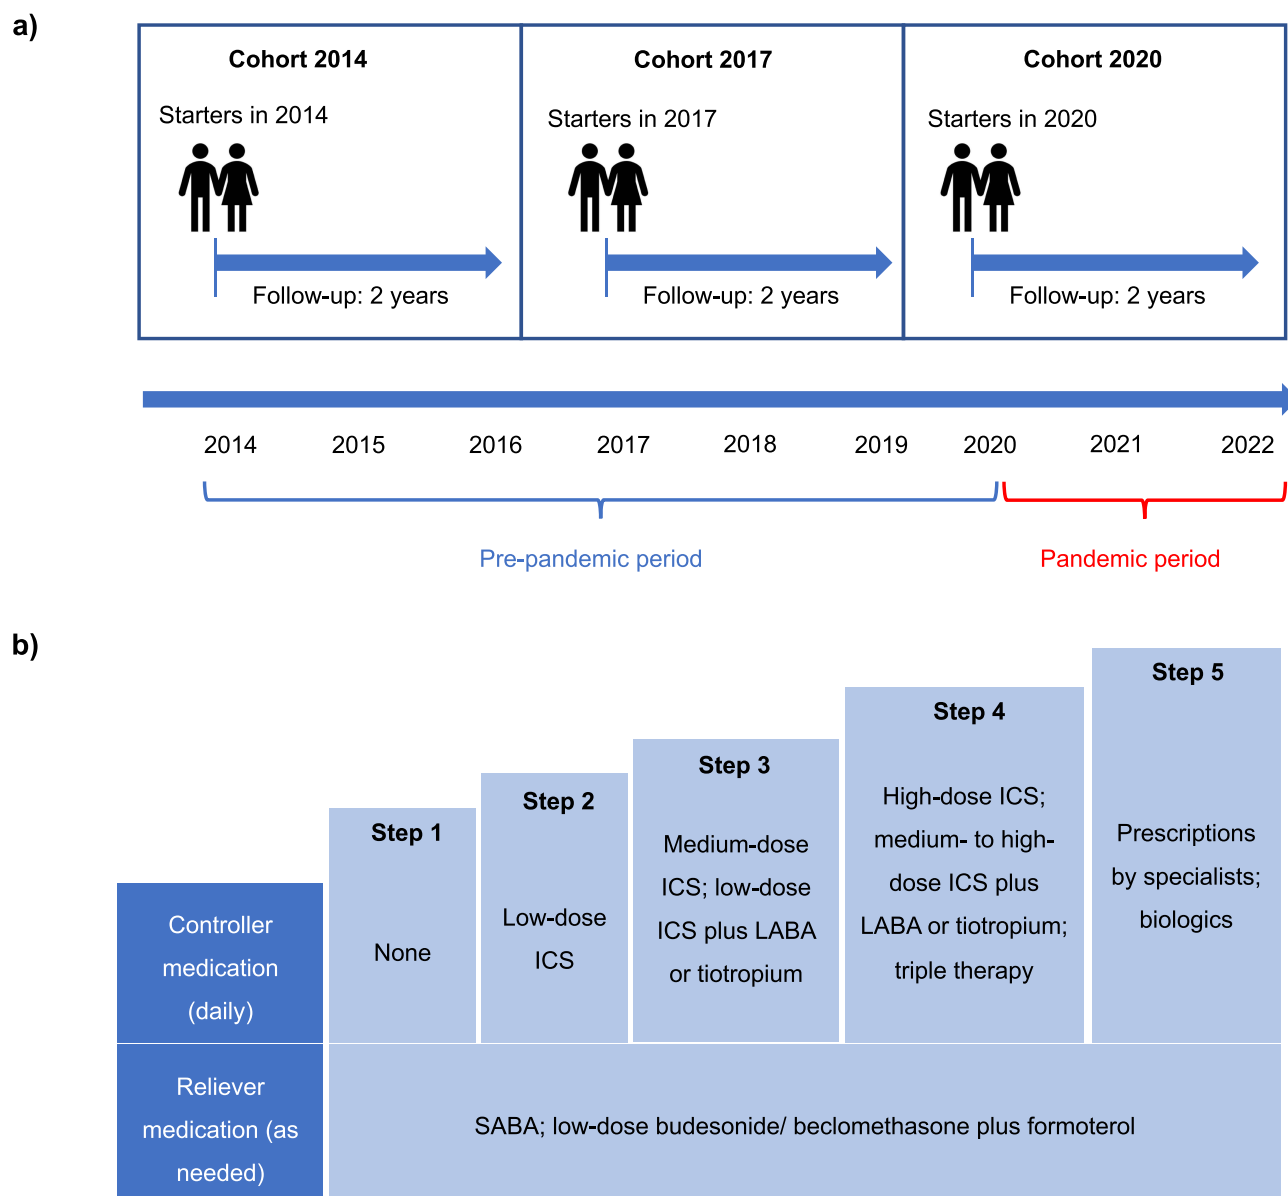 a)
Cohort 2014
Starters in 2014
Follow-up: 2 years
Cohort 2017
Starters in 2017
Follow-up: 2 years
Cohort 2020
Starters in 2020
Follow-up: 2 years
2014 2015 2016 2017 2018 2019 2020 2021 2022
Pre-pandemic period
Pandemic period
b)
Controller
medication
(daily)
Step 1
None
Step 2
Low-dose
ICS
Step 3
Medium-dose
ICS; low-dose
ICS plus LABA
or tiotropium
Step 4
High-dose ICS;
medium- to high-
dose ICS plus
LABA or tiotropium;
triple therapy
Step 5
Prescriptions
by specialists;
biologics
Reliever
medication (as
needed)
SABA; low-dose budesonide/ beclomethasone plus formoterol